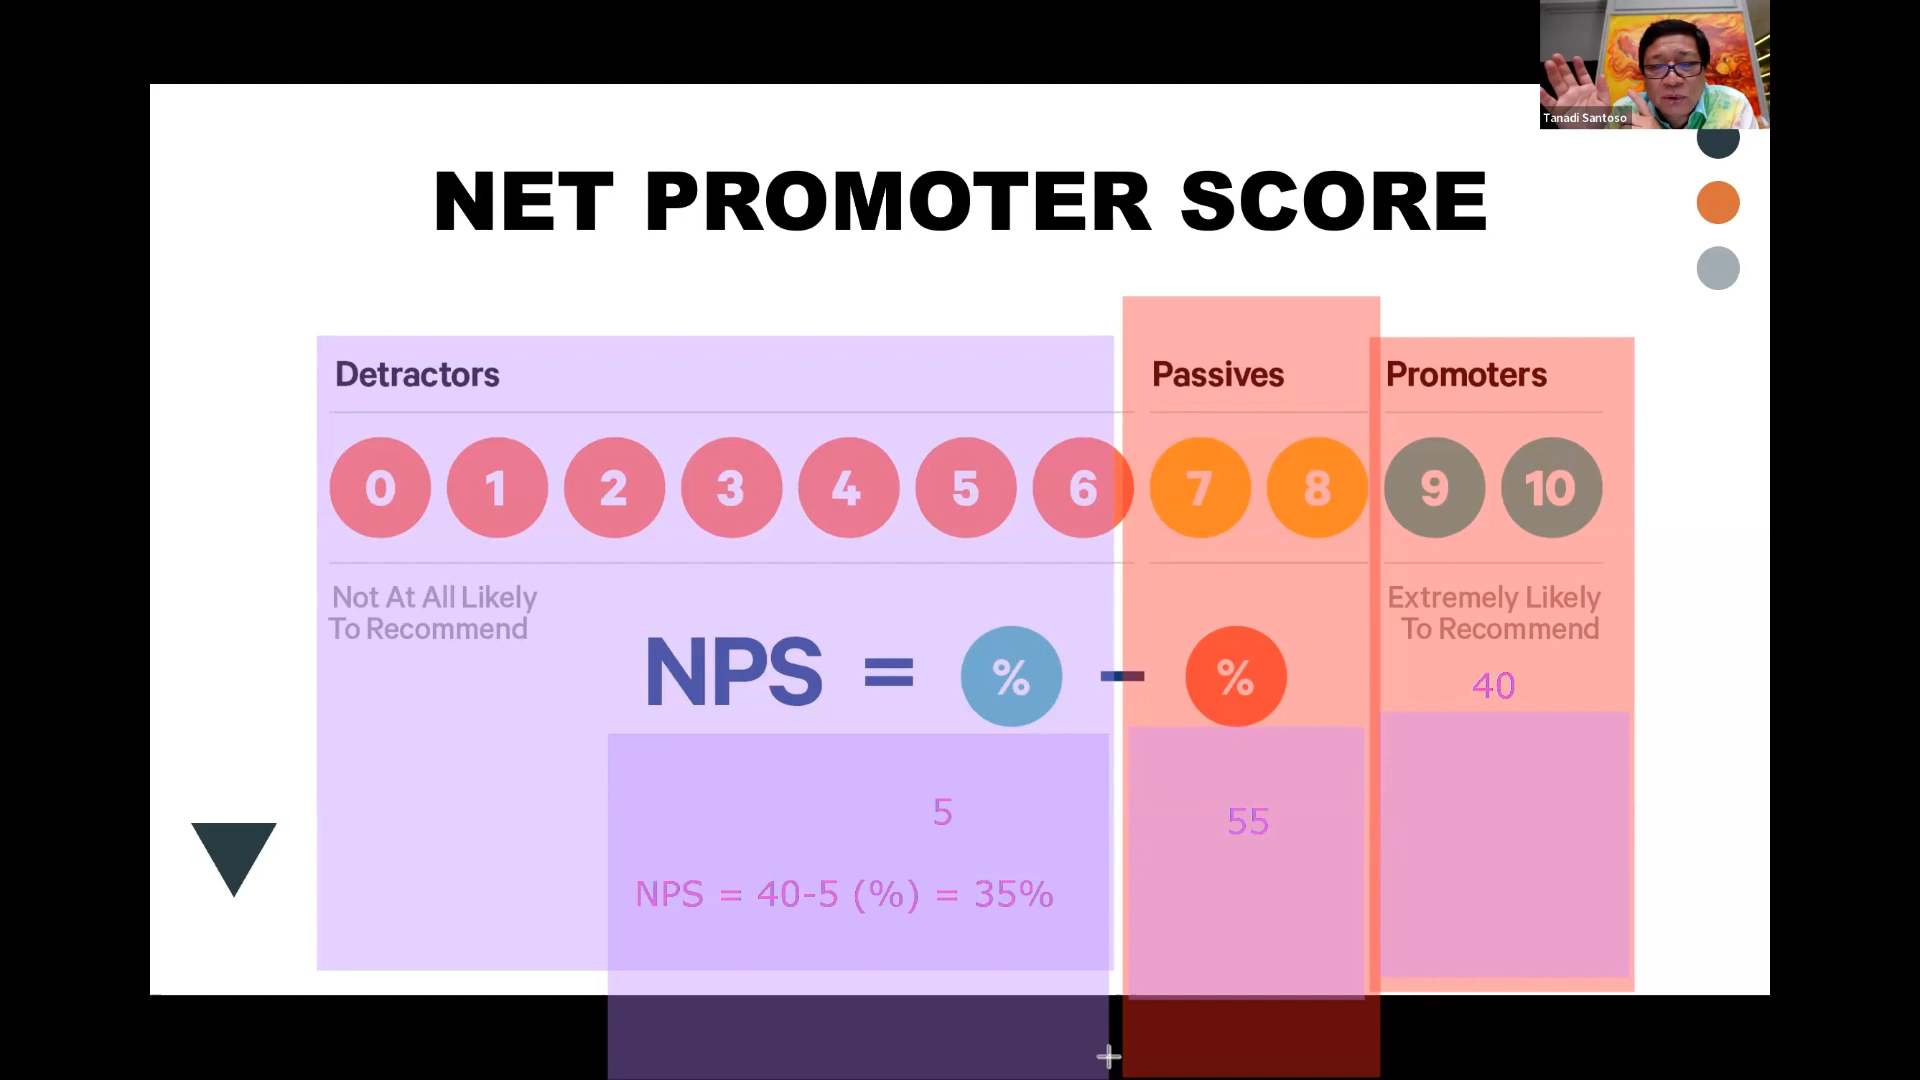 Tanadi Santoso
NET PROMOTER SCORE
Detractors
Passives
Promoters
0 1 2 3 4 5 6 7 8 9 10
Not At All Likely
To Recommend
Extremely Likely
To Recommend
NPS = % - %
40
5
55
NPS = 40-5 (%) = 35%